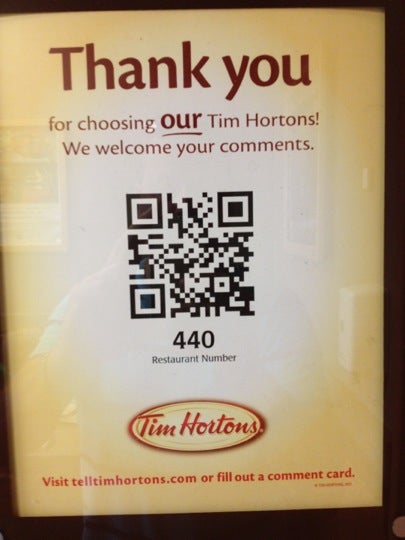 Thank you
for choosing our Tim Hortons!
We welcome your comments.
440
Restaurant Number
Tim Hortons
Visit telltimhortons.com or fill out a comment card.